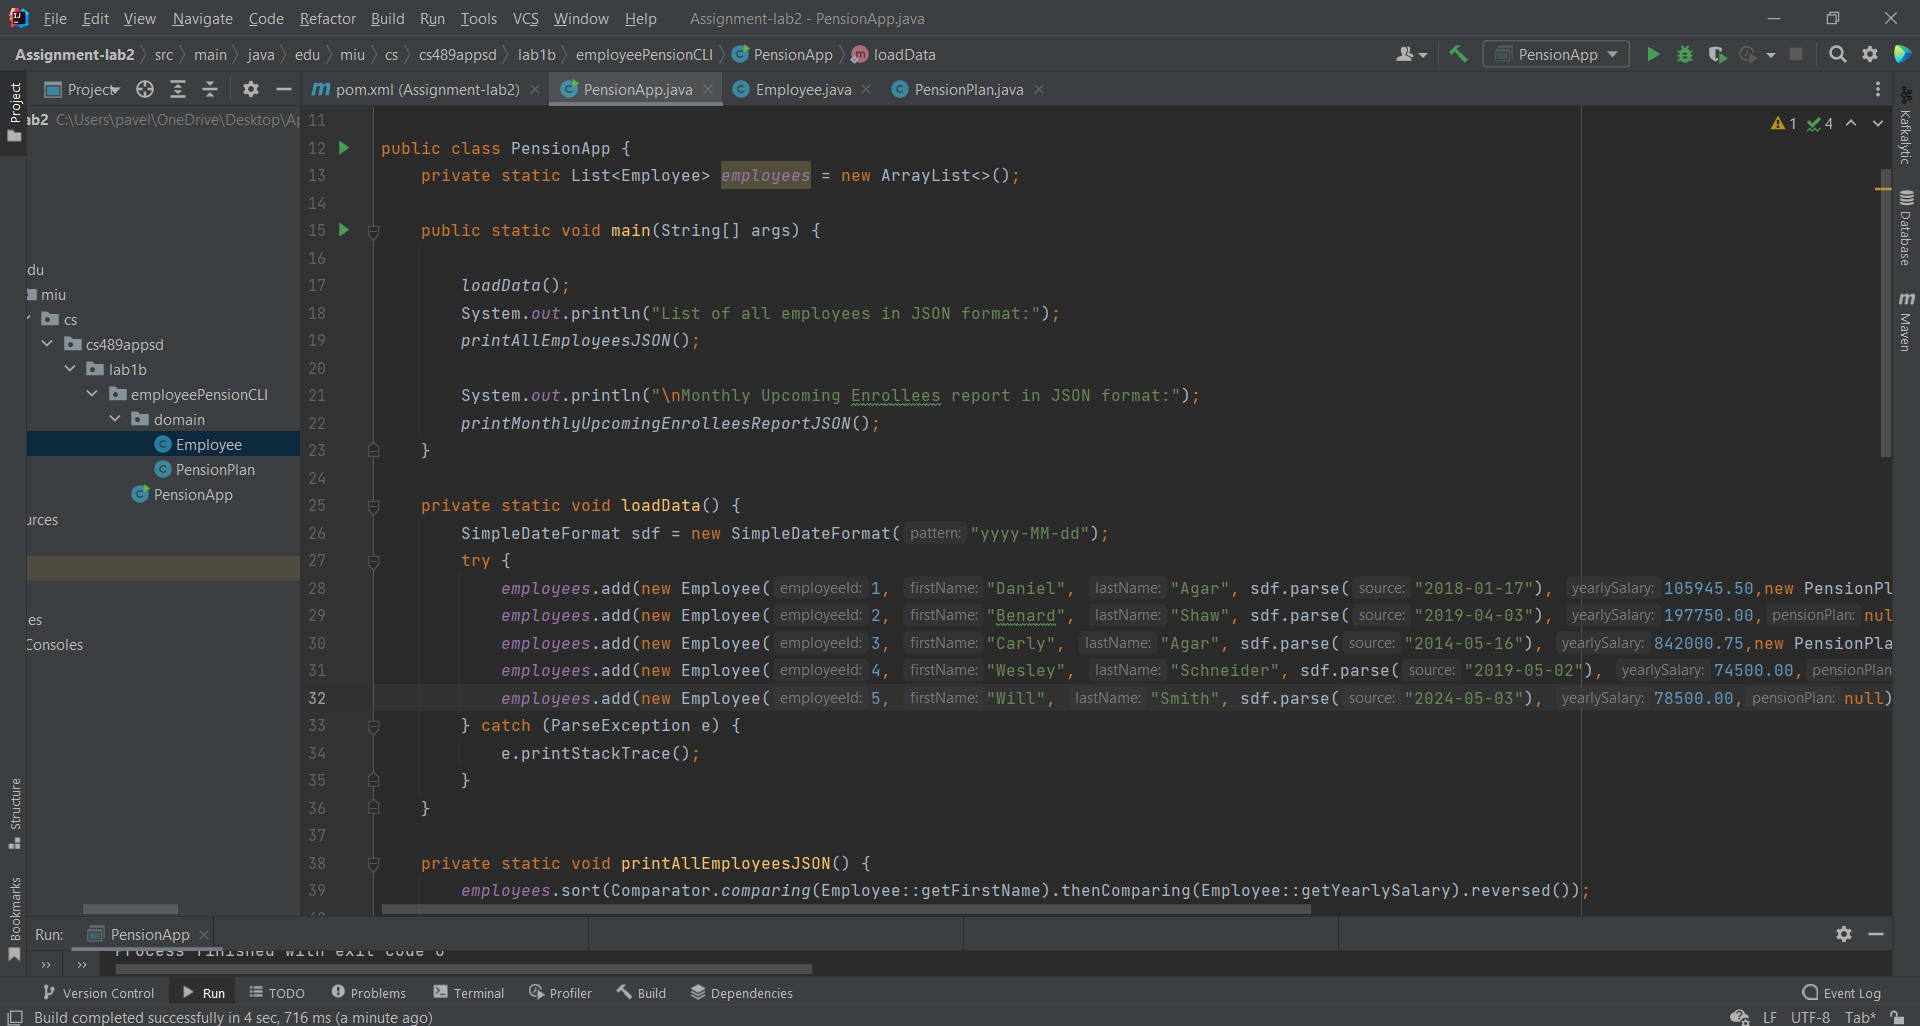 File Edit View Navigate Code Refactor Build Run Tools VCS Window Help Assignment-lab2 - PensionApp.java
Assignment-lab2 src main java edu miu cs cs489appsd lab1b employeePensionCLI PensionApp loadData PensionApp
Project pom.xml (Assignment-lab2) PensionApp.java Employee.java PensionPlan.java
Project
ab2 C:\Users\pavel\OneDrive\Desktop\Ap
du
miu
cs
cs489appsd
lab1b
employeePensionCLI
domain
Employee
PensionPlan
PensionApp
urces
es
Consoles
Structure
Bookmarks
1 4
11
12 public class PensionApp {
13 private static List<Employee> employees = new ArrayList<>();
14
15 public static void main(String[] args) {
16
17 loadData();
18 System.out.println("List of all employees in JSON format:");
19 printAllEmployeesJSON();
20
21 System.out.println("\nMonthly Upcoming Enrollees report in JSON format:");
22 printMonthlyUpcomingEnrolleesReportJSON();
23 }
24
25 private static void loadData() {
26 SimpleDateFormat sdf = new SimpleDateFormat( pattern: "yyyy-MM-dd");
27 try {
28 employees.add(new Employee( employeeId: 1, firstName: "Daniel", lastName: "Agar", sdf.parse( source: "2018-01-17"), yearlySalary: 105945.50,new PensionPl
29 employees.add(new Employee( employeeId: 2, firstName: "Benard", lastName: "Shaw", sdf.parse( source: "2019-04-03"), yearlySalary: 197750.00, pensionPlan: nul
30 employees.add(new Employee( employeeId: 3, firstName: "Carly", lastName: "Agar", sdf.parse( source: "2014-05-16"), yearlySalary: 842000.75,new PensionPla
31 employees.add(new Employee( employeeId: 4, firstName: "Wesley", lastName: "Schneider", sdf.parse( source: "2019-05-02"), yearlySalary: 74500.00, pensionPlan
32 employees.add(new Employee( employeeId: 5, firstName: "Will", lastName: "Smith", sdf.parse( source: "2024-05-03"), yearlySalary: 78500.00, pensionPlan: null)
33 } catch (ParseException e) {
34 e.printStackTrace();
35 }
36 }
37
38 private static void printAllEmployeesJSON() {
39 employees.sort(Comparator.comparing(Employee::getFirstName).thenComparing(Employee::getYearlySalary).reversed());
Kafkalytic
Database
Maven
Run: PensionApp
Process finished with exit code 0
Version Control Run TODO Problems Terminal Profiler Build Dependencies Event Log
Build completed successfully in 4 sec, 716 ms (a minute ago) LF UTF-8 Tab*